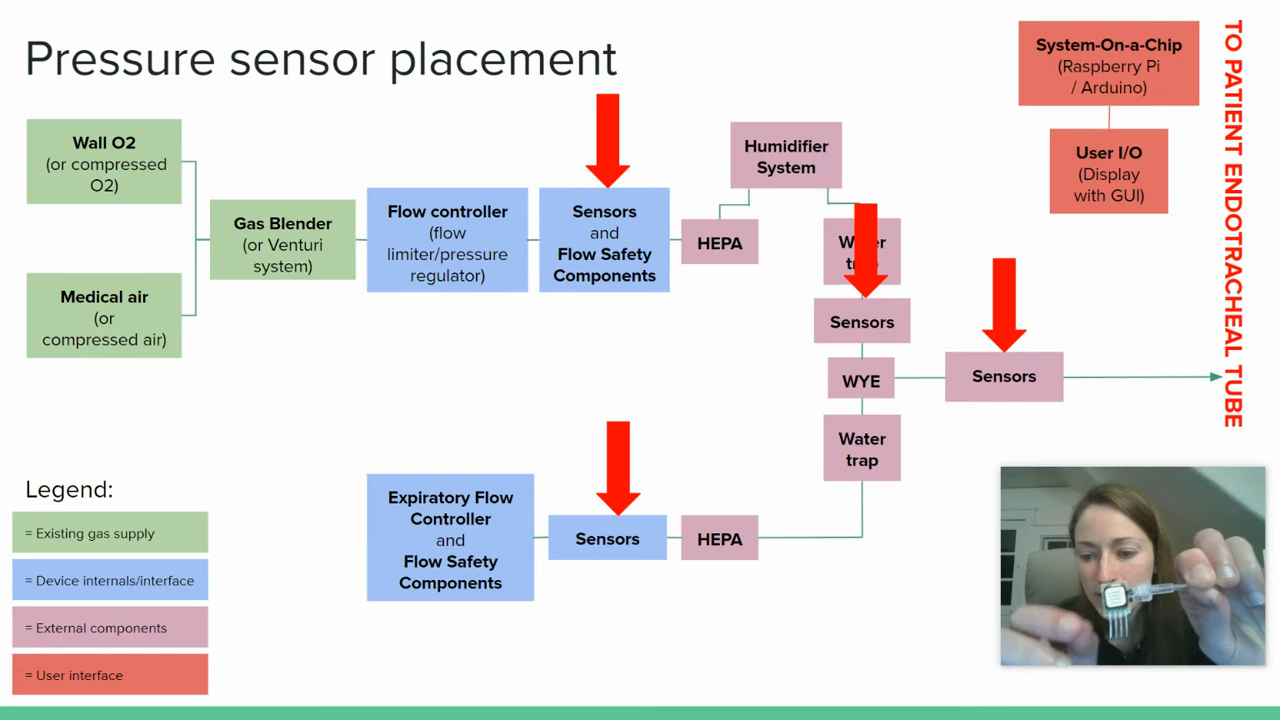 Pressure sensor placement
Wall O2
(or compressed
O2)
Medical air
(or
compressed air)
Gas Blender
(or Venturi
system)
Flow controller
(flow
limiter/pressure
regulator)
Sensors
and
Flow Safety
Components
HEPA
Humidifier
System
Sensors
WYE
Water
trap
Sensors
System-On-a-Chip
(Raspberry Pi
/ Arduino)
User I/O
(Display
with GUI)
TO PATIENT ENDOTRACHEAL TUBE
Expiratory Flow
Controller
and
Flow Safety
Components
Sensors
HEPA
Legend:
= Existing gas supply
= Device internals/interface
= External components
= User interface